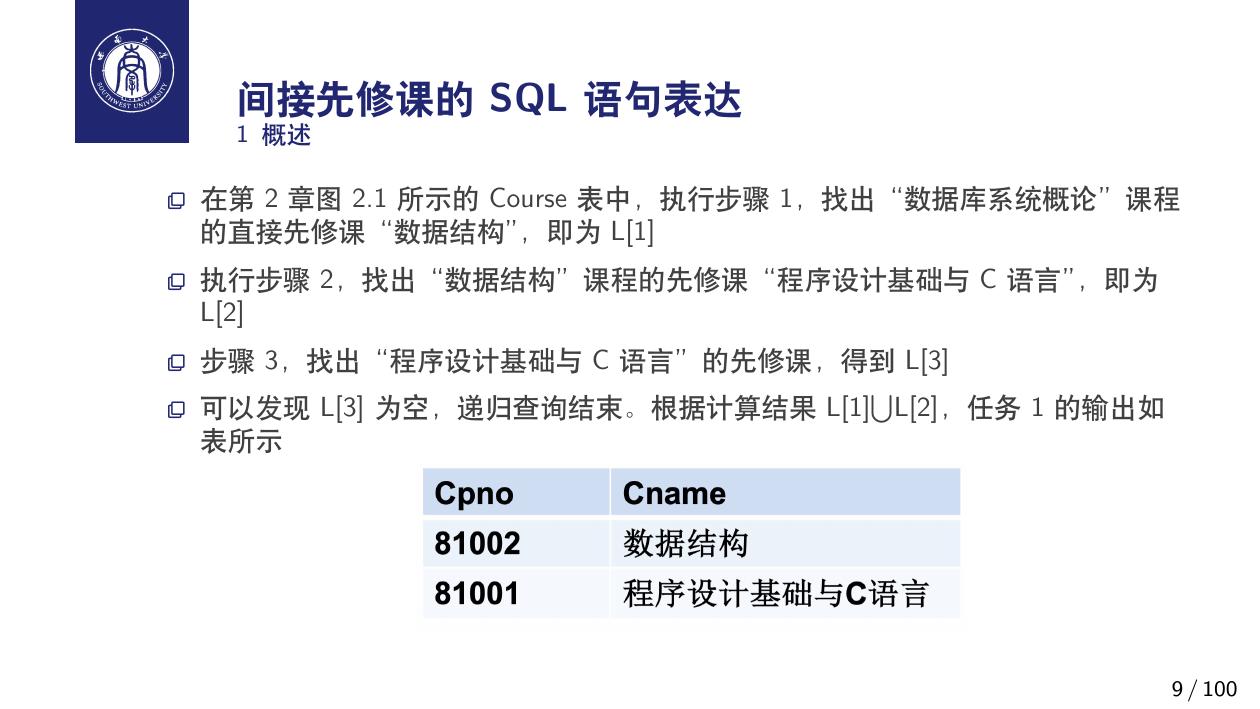 西南大学
SOUTHWEST UNIVERSITY
间接先修课的 SQL 语句表达
1 概述
在第 2 章图 2.1 所示的 Course 表中，执行步骤 1，找出“数据库系统概论”课程
的直接先修课“数据结构”，即为 L[1]
执行步骤 2，找出“数据结构”课程的先修课“程序设计基础与 C 语言”，即为
L[2]
步骤 3，找出“程序设计基础与 C 语言”的先修课，得到 L[3]
可以发现 L[3] 为空，递归查询结束。根据计算结果 L[1]⋃L[2]，任务 1 的输出如
表所示
Cpno Cname
81002 数据结构
81001 程序设计基础与C语言
9 / 100